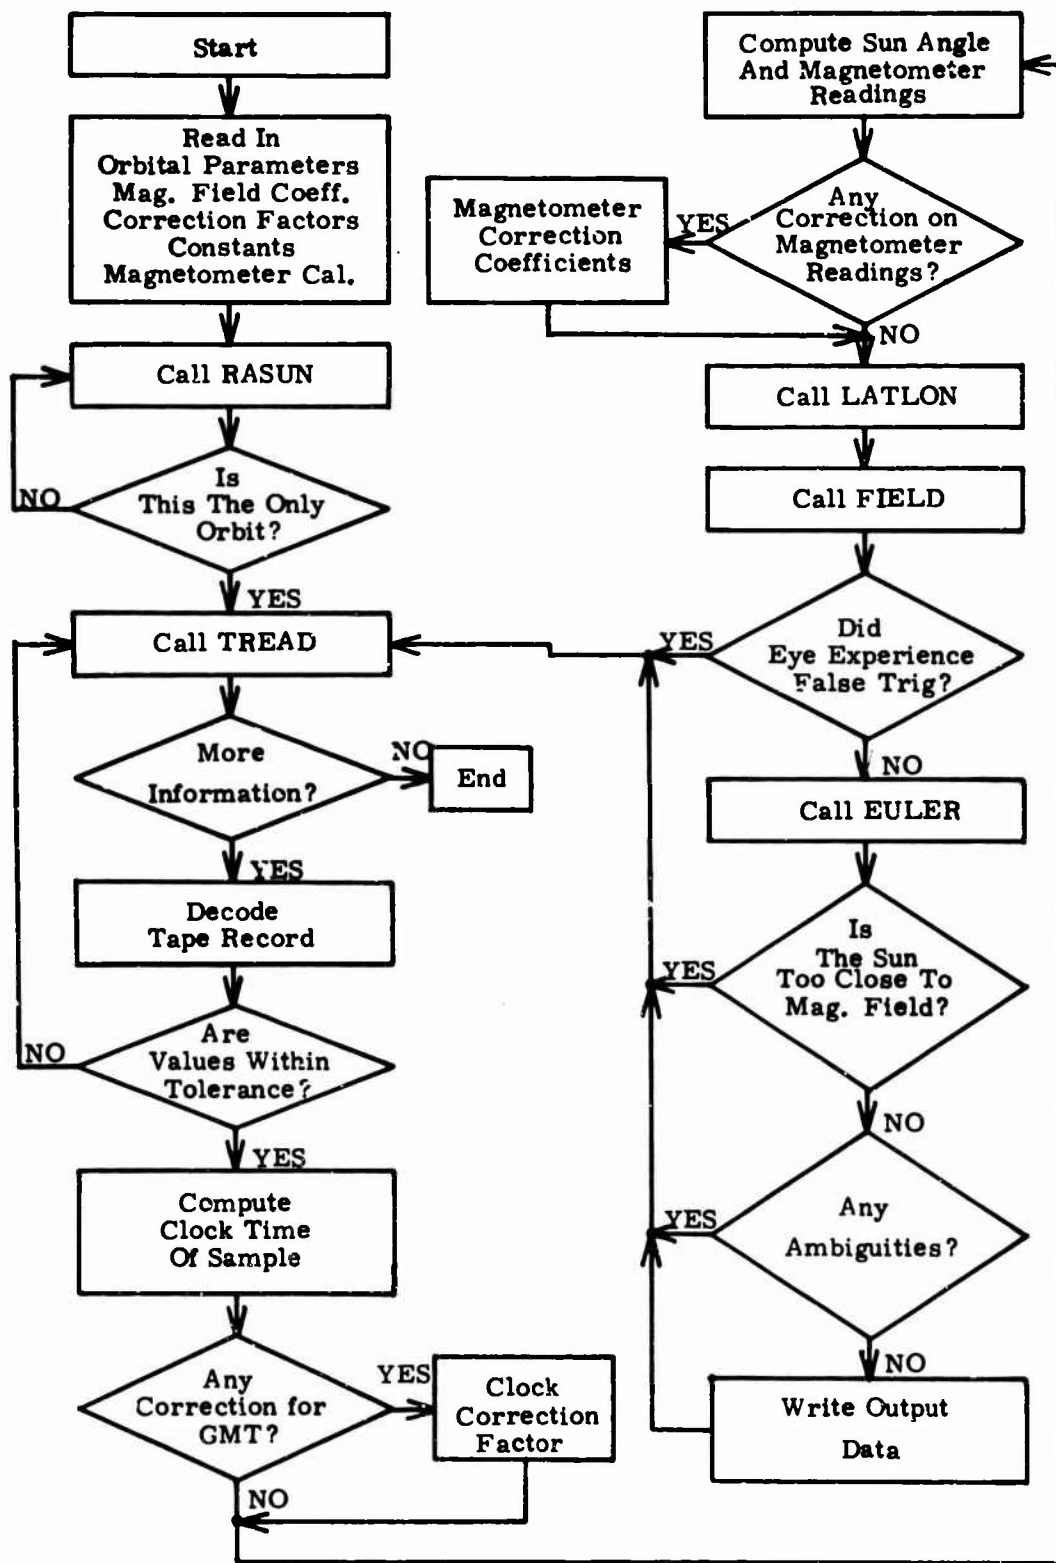 Start
Read In
Orbital Parameters
Mag. Field Coeff.
Correction Factors
Constants
Magnetometer Cal.
Call RASUN
Is
This The Only
Orbit?
NO
YES
Call TREAD
More
Information?
NO
End
YES
Decode
Tape Record
Are
Values Within
Tolerance?
NO
YES
Compute
Clock Time
Of Sample
Any
Correction for
GMT?
YES
Clock
Correction
Factor
NO
Compute Sun Angle
And Magnetometer
Readings
Any
Correction on
Magnetometer
Readings?
YES
Magnetometer
Correction
Coefficients
NO
Call LATLON
Call FIELD
Did
Eye Experience
False Trig?
YES
NO
Call EULER
Is
The Sun
Too Close To
Mag. Field?
YES
NO
Any
Ambiguities?
YES
NO
Write Output
Data